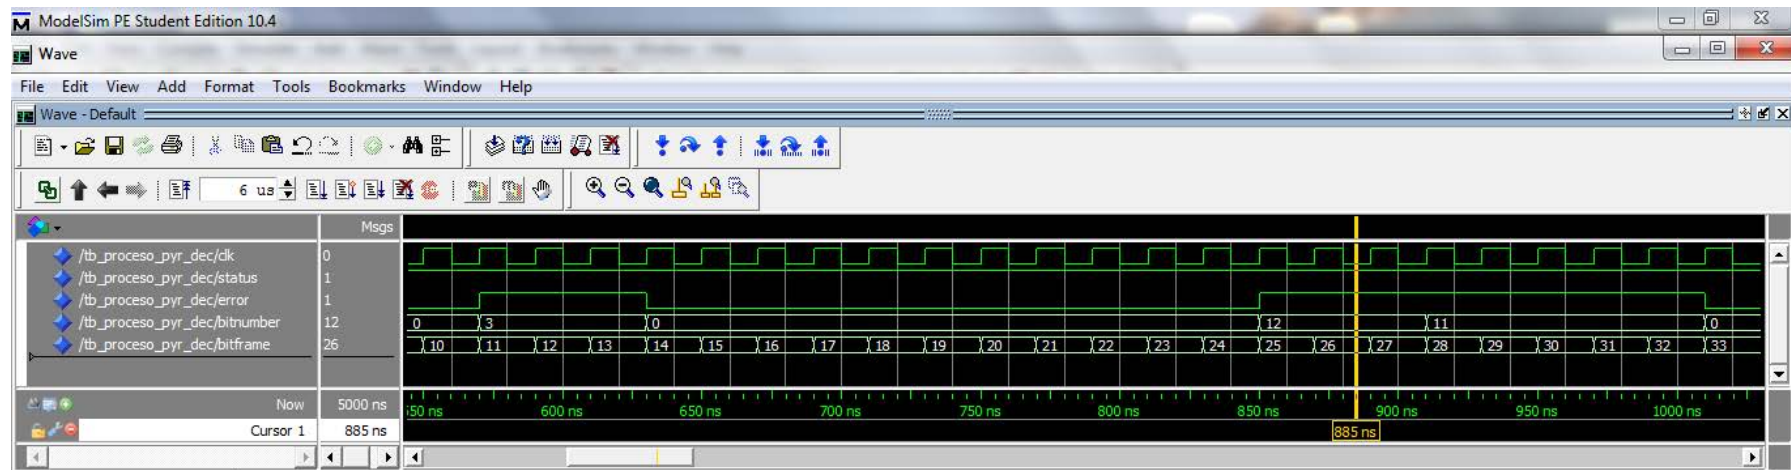 ModelSim PE Student Edition 10.4
Wave
File Edit View Add Format Tools Bookmarks Window Help
Wave - Default
6 us
Msgs
/tb_proceso_pyr_dec/clk 0
/tb_proceso_pyr_dec/status 1
/tb_proceso_pyr_dec/error 1
/tb_proceso_pyr_dec/bitnumber 12 0 3 0 12 11 0
/tb_proceso_pyr_dec/bitframe 26 10 11 12 13 14 15 16 17 18 19 20 21 22 23 24 25 26 27 28 29 30 31 32 33
Now 5000 ns 550 ns 600 ns 650 ns 700 ns 750 ns 800 ns 850 ns 900 ns 950 ns 1000 ns
Cursor 1 885 ns 885 ns